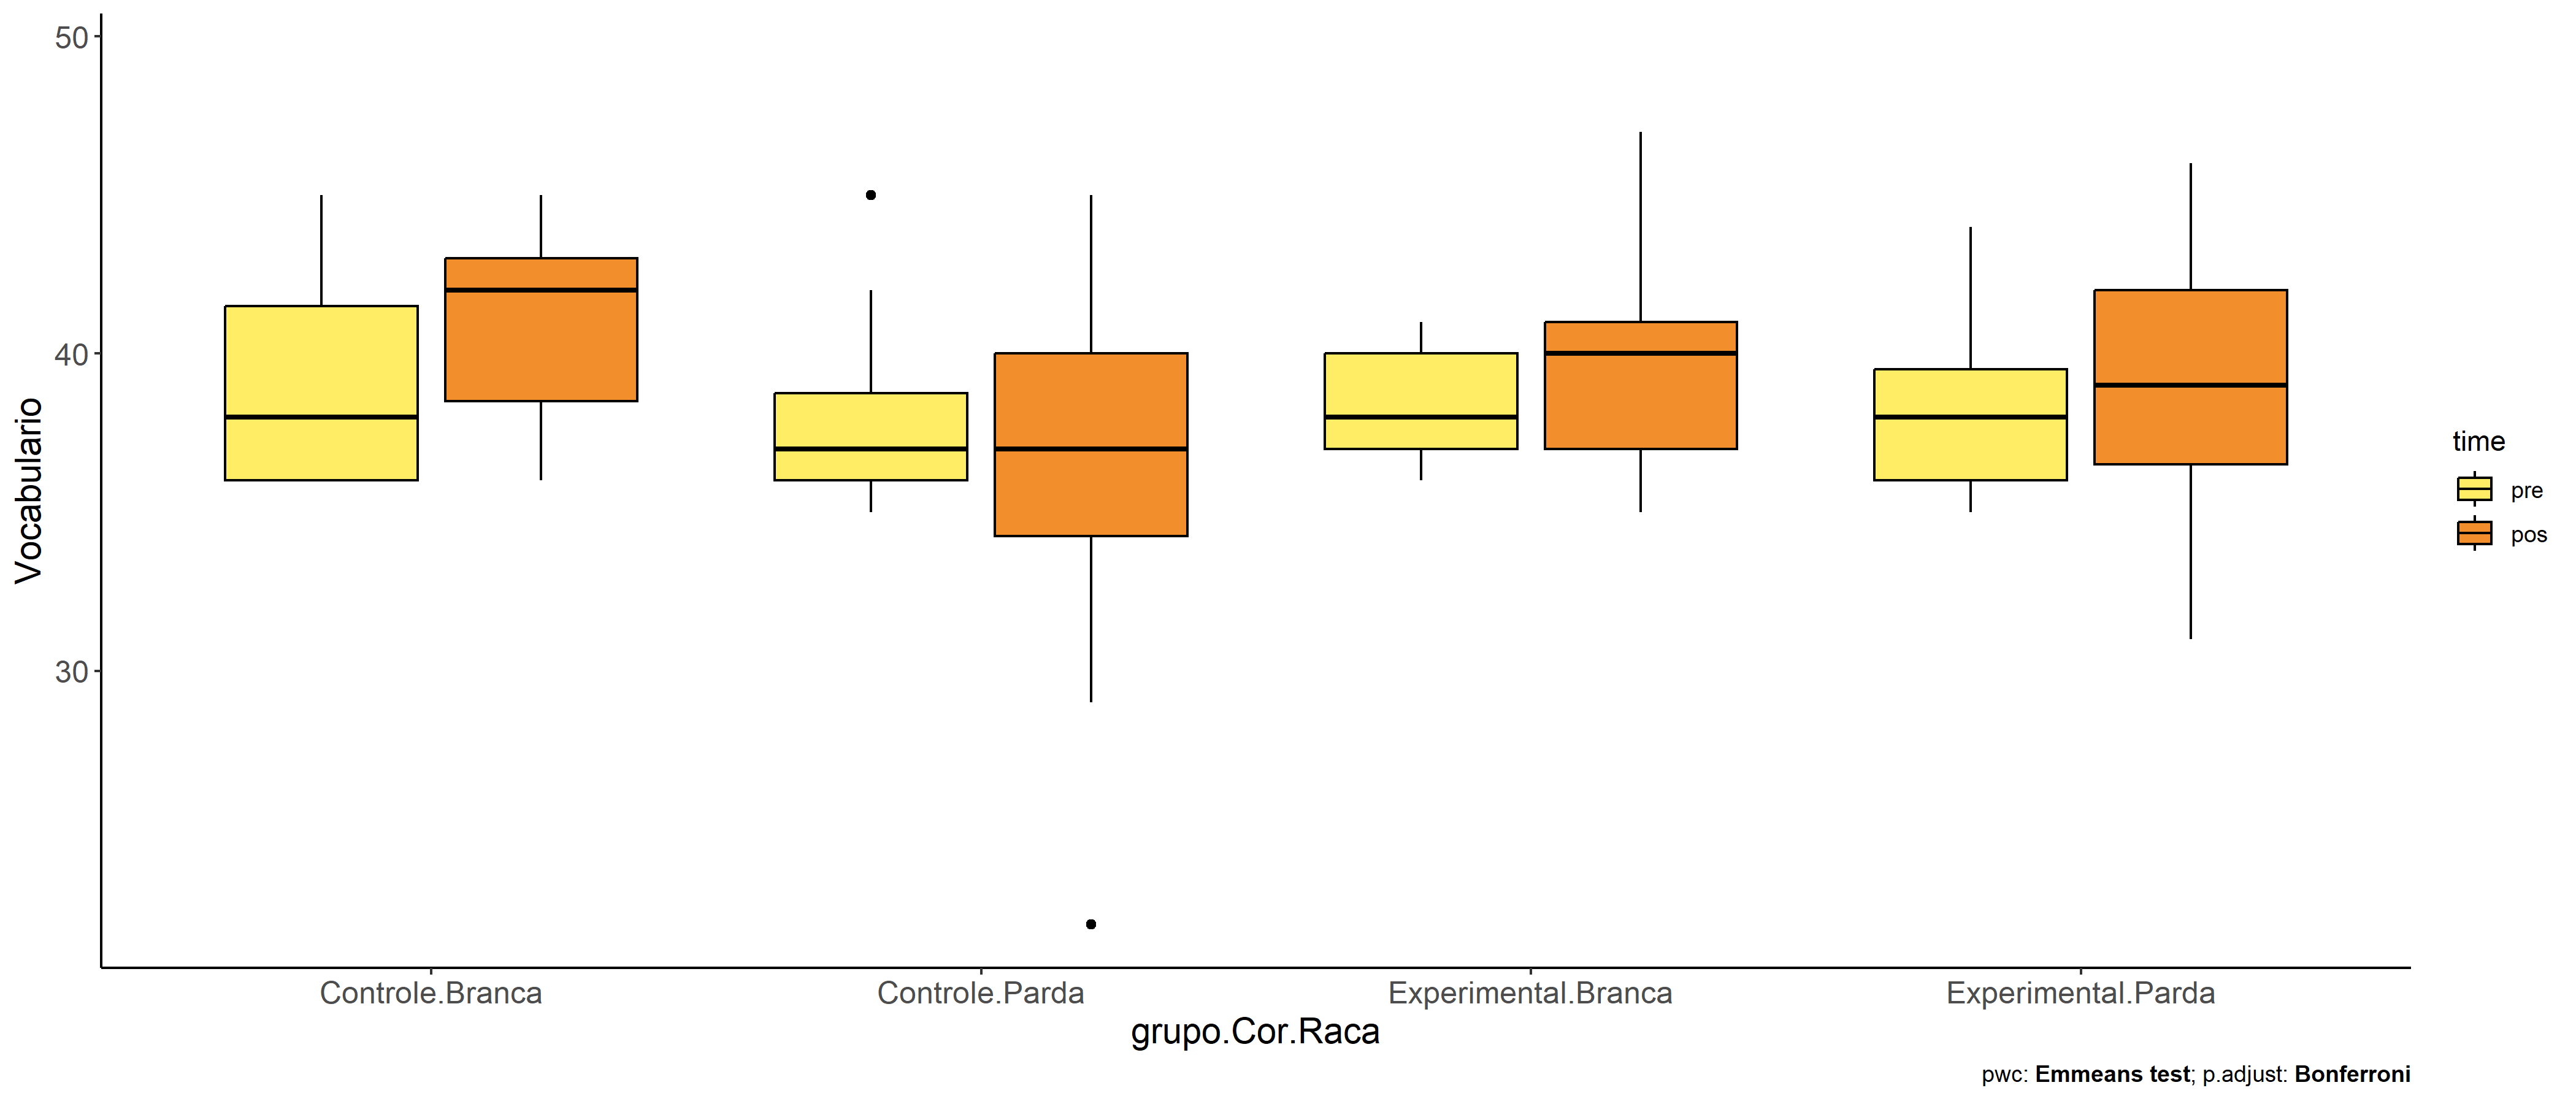 50
40
30
Vocabulario
Controle.Branca
Controle.Parda
Experimental.Branca
Experimental.Parda
grupo.Cor.Raca
time
pre
pos
pwc: Emmeans test; p.adjust: Bonferroni